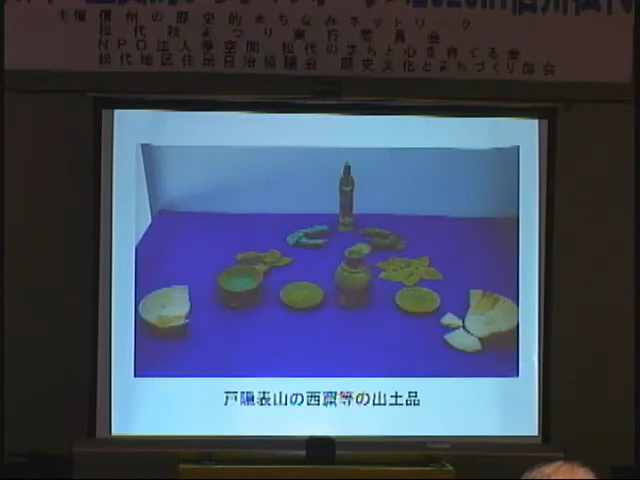 主催 信州の歴史的まちなみネットワーク
松代秋まつり実行委員会
NPO法人夢空間 松代のまちと心を育てる会
松代地区住民自治協議会 歴史文化とまちづくり部会
戸隠表山の西窟等の出土品